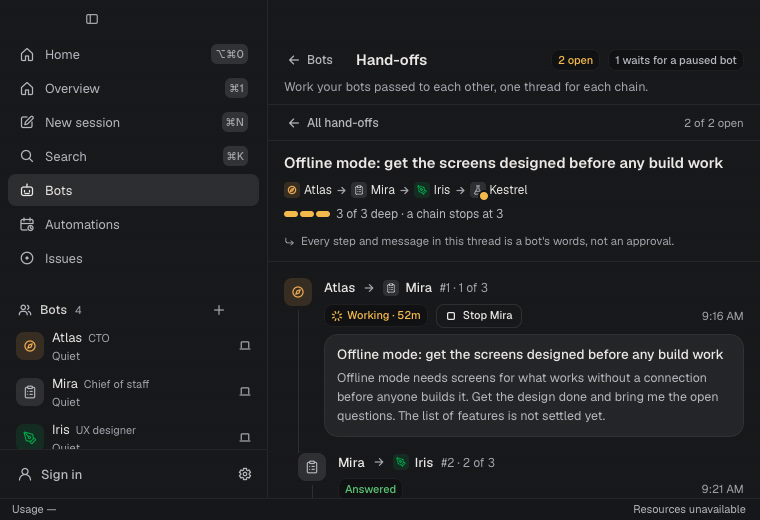 Home ⌥⌘0
Overview ⌘1
New session ⌘N
Search ⌘K
Bots
Automations
Issues
Bots 4
Atlas CTO
Quiet
Mira Chief of staff
Quiet
Iris UX designer
Quiet
Sign in
Bots Hand-offs 2 open 1 waits for a paused bot
Work your bots passed to each other, one thread for each chain.
All hand-offs 2 of 2 open
Offline mode: get the screens designed before any build work
Atlas → Mira → Iris → Kestrel
3 of 3 deep · a chain stops at 3
Every step and message in this thread is a bot's words, not an approval.
Atlas → Mira #1 · 1 of 3
Working · 52m Stop Mira 9:16 AM
Offline mode: get the screens designed before any build work
Offline mode needs screens for what works without a connection
before anyone builds it. Get the design done and bring me the open
questions. The list of features is not settled yet.
Mira → Iris #2 · 2 of 3
Answered 9:21 AM
Usage — Resources unavailable